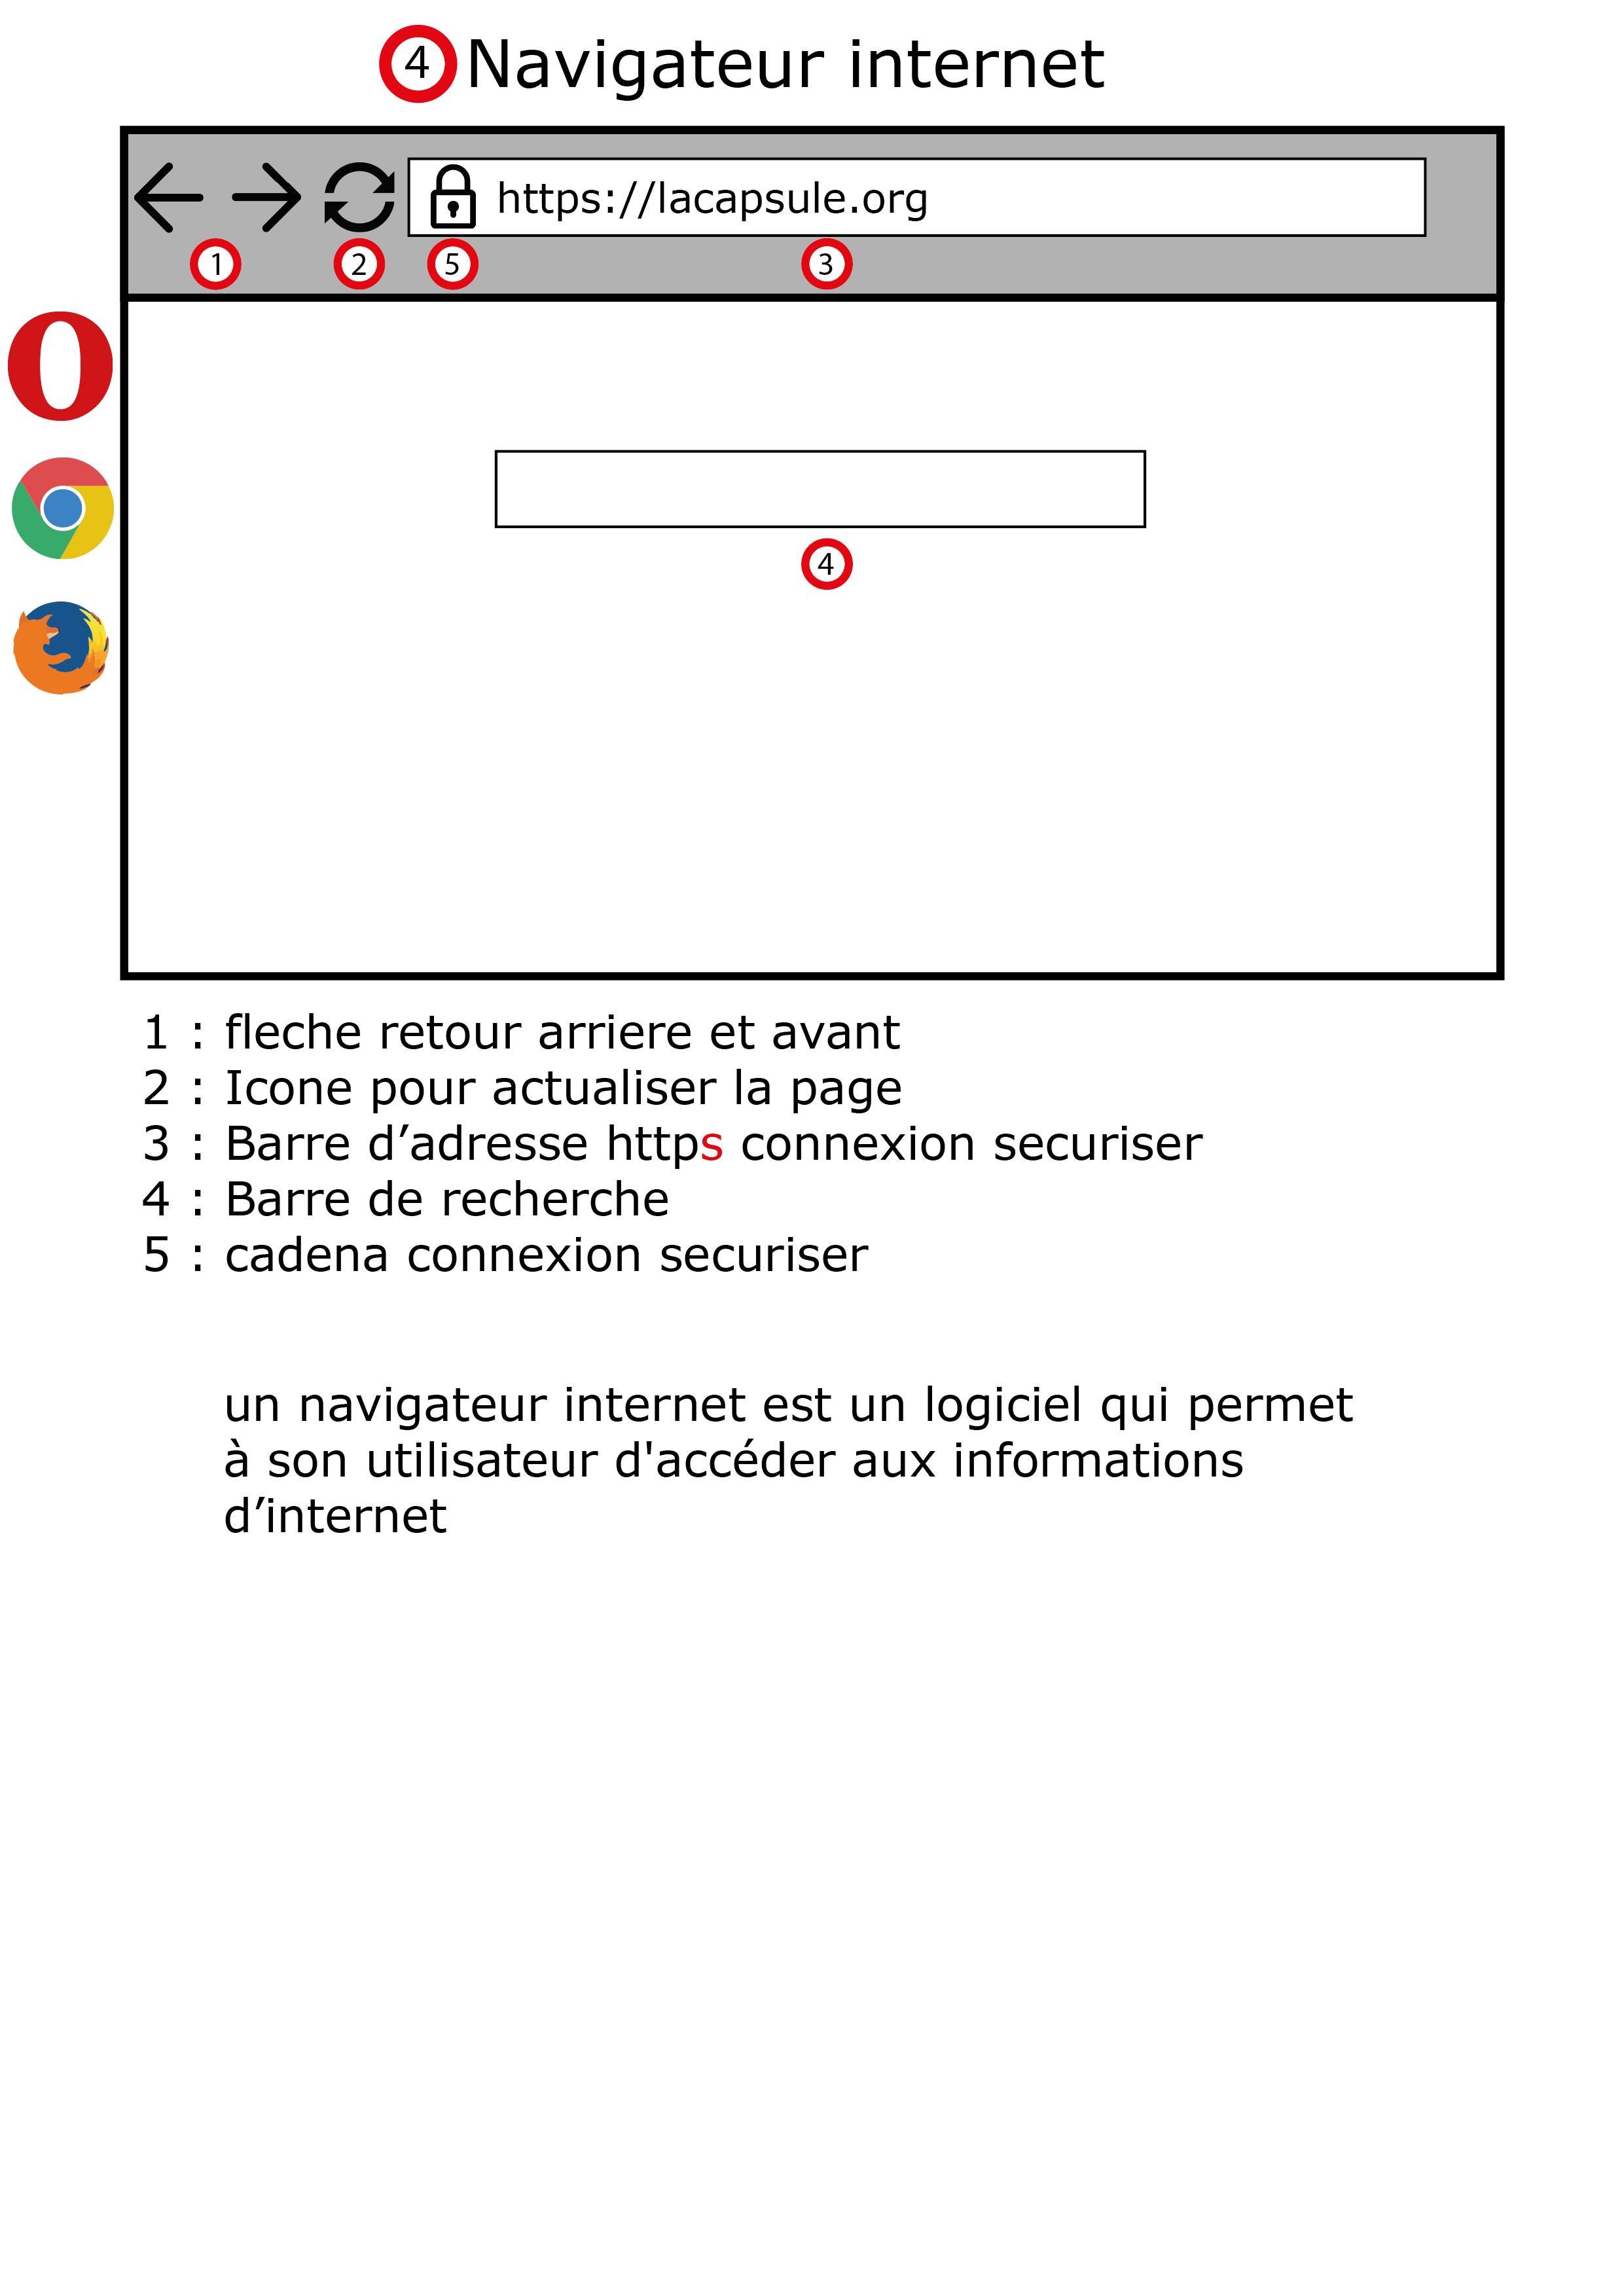 4 Navigateur internet
https://lacapsule.org
1 2 5 3
4
1 : fleche retour arriere et avant
2 : Icone pour actualiser la page
3 : Barre d’adresse https connexion securiser
4 : Barre de recherche
5 : cadena connexion securiser
un navigateur internet est un logiciel qui permet
à son utilisateur d'accéder aux informations
d’internet